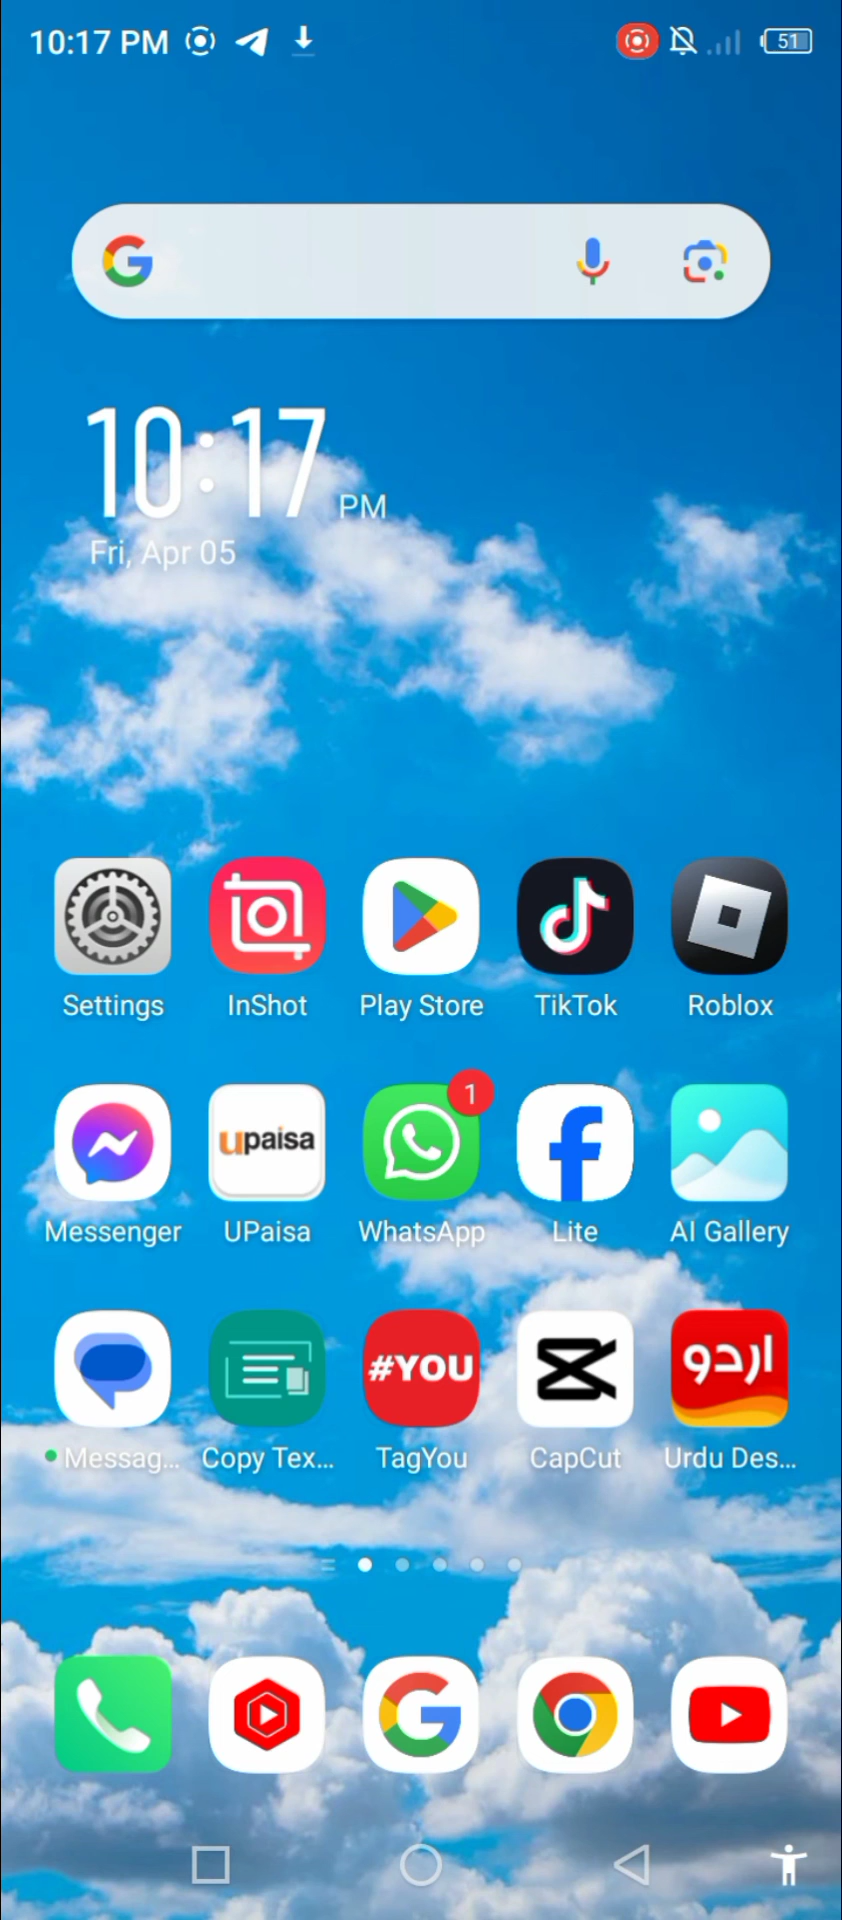 10:17 PM
51
10:17 PM
Fri, Apr 05
Settings
InShot
Play Store
TikTok
Roblox
upaisa
1
Messenger
UPaisa
WhatsApp
Lite
AI Gallery
#YOU
اردو
Messag...
Copy Tex...
TagYou
CapCut
Urdu Des...